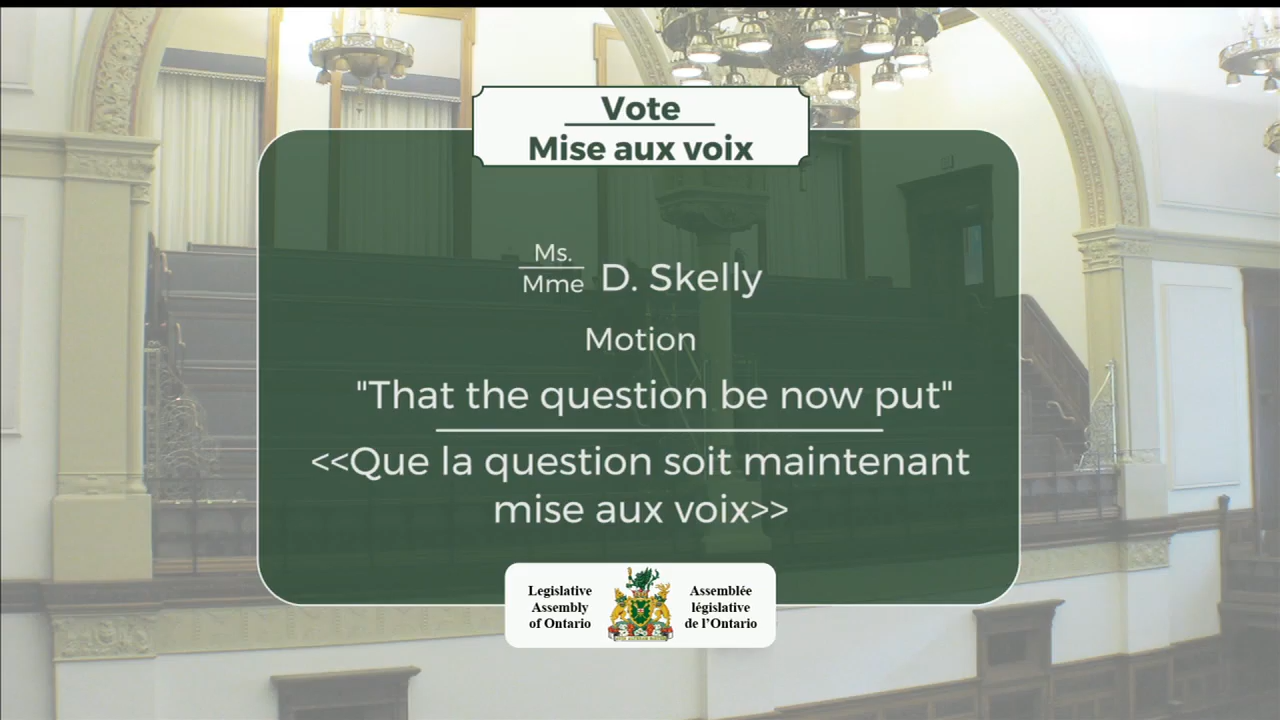 Vote
Mise aux voix
Ms.
Mme D. Skelly
Motion
"That the question be now put"
<<Que la question soit maintenant
mise aux voix>>
Legislative
Assembly
of Ontario
Assemblée
législative
de l'Ontario